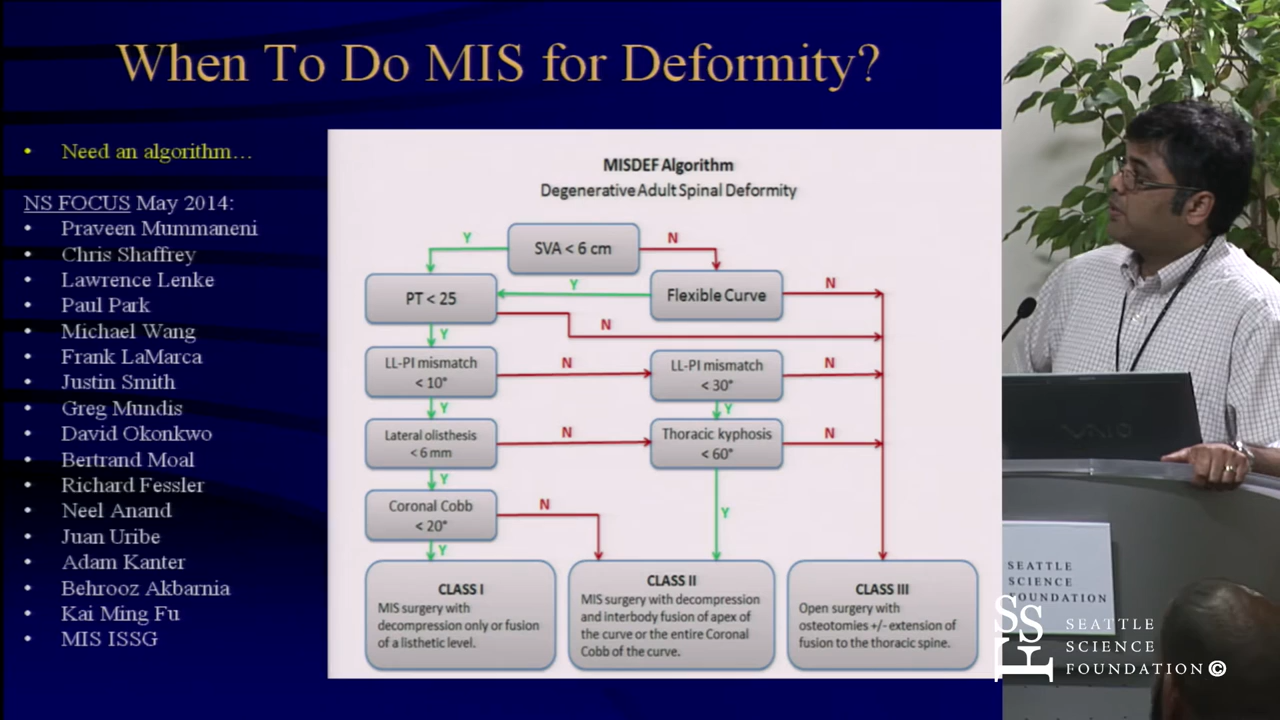 When To Do MIS for Deformity?
• Need an algorithm…
NS FOCUS May 2014:
• Praveen Mummaneni
• Chris Shaffrey
• Lawrence Lenke
• Paul Park
• Michael Wang
• Frank LaMarca
• Justin Smith
• Greg Mundis
• David Okonkwo
• Bertrand Moal
• Richard Fessler
• Neel Anand
• Juan Uribe
• Adam Kanter
• Behrooz Akbarnia
• Kai Ming Fu
• MIS ISSG
MISDEF Algorithm
Degenerative Adult Spinal Deformity
SVA < 6 cm
Y
N
PT < 25
Y
Flexible Curve
N
N
Y
LL-PI mismatch
< 10°
N
LL-PI mismatch
< 30°
N
Y
Y
Lateral olisthesis
< 6 mm
N
Thoracic kyphosis
< 60°
N
Y
Coronal Cobb
< 20°
N
Y
Y
CLASS I
MIS surgery with
decompression only or fusion
of a listhetic level.
CLASS II
MIS surgery with decompression
and interbody fusion of apex of
the curve or the entire Coronal
Cobb of the curve.
CLASS III
Open surgery with
osteotomies +/- extension of
fusion to the thoracic spine.
VAIO
SEATTLE
SCIENCE
FOUNDATION
SSF
SEATTLE
SCIENCE
FOUNDATION©